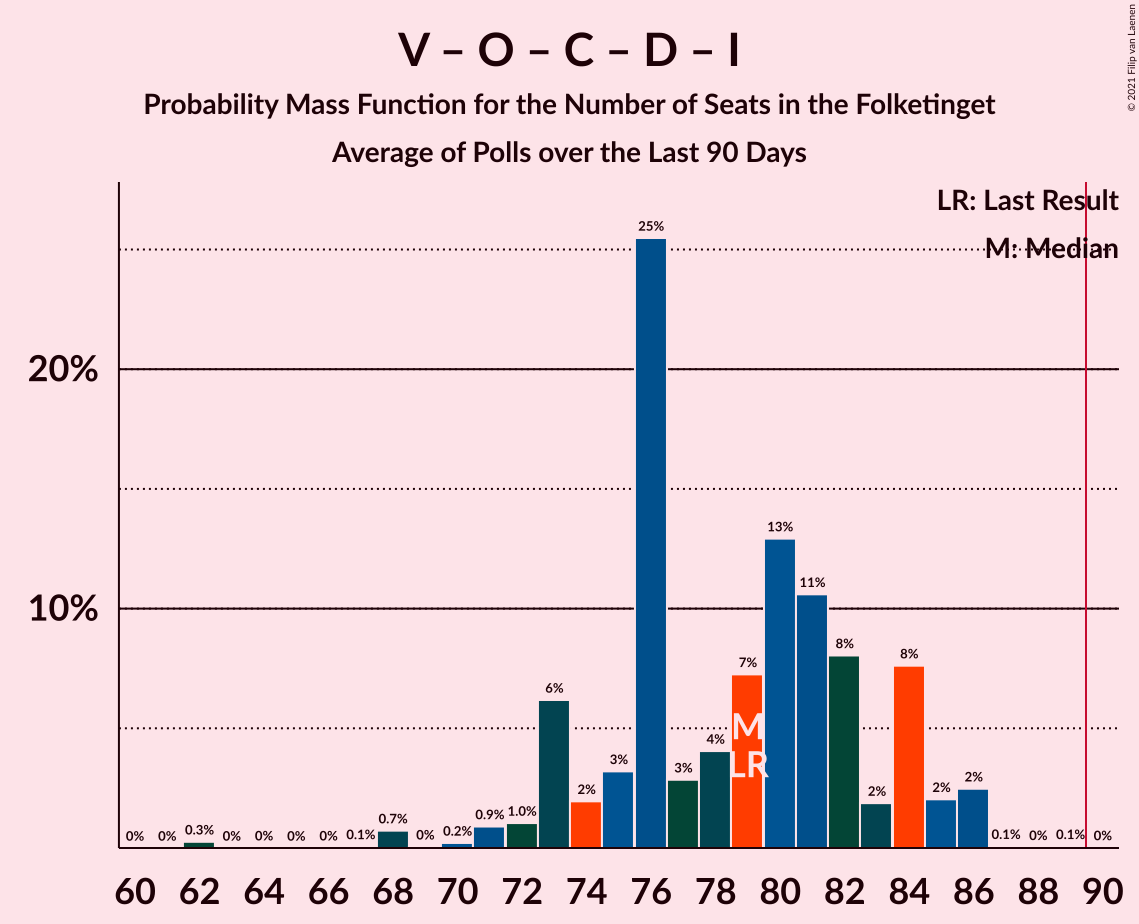 V – O – C – D – I
Probability Mass Function for the Number of Seats in the Folketinget
Average of Polls over the Last 90 Days
© 2021 Filip van Laenen
LR: Last Result
M: Median
20%
10%
0% 0% 0.3% 0% 0% 0% 0% 0.1% 0.7% 0% 0.2% 0.9% 1.0% 6% 2% 3% 25% 3% 4% 7% 13% 11% 8% 2% 8% 2% 2% 0.1% 0% 0.1% 0%
M
LR
60 62 64 66 68 70 72 74 76 78 80 82 84 86 88 90